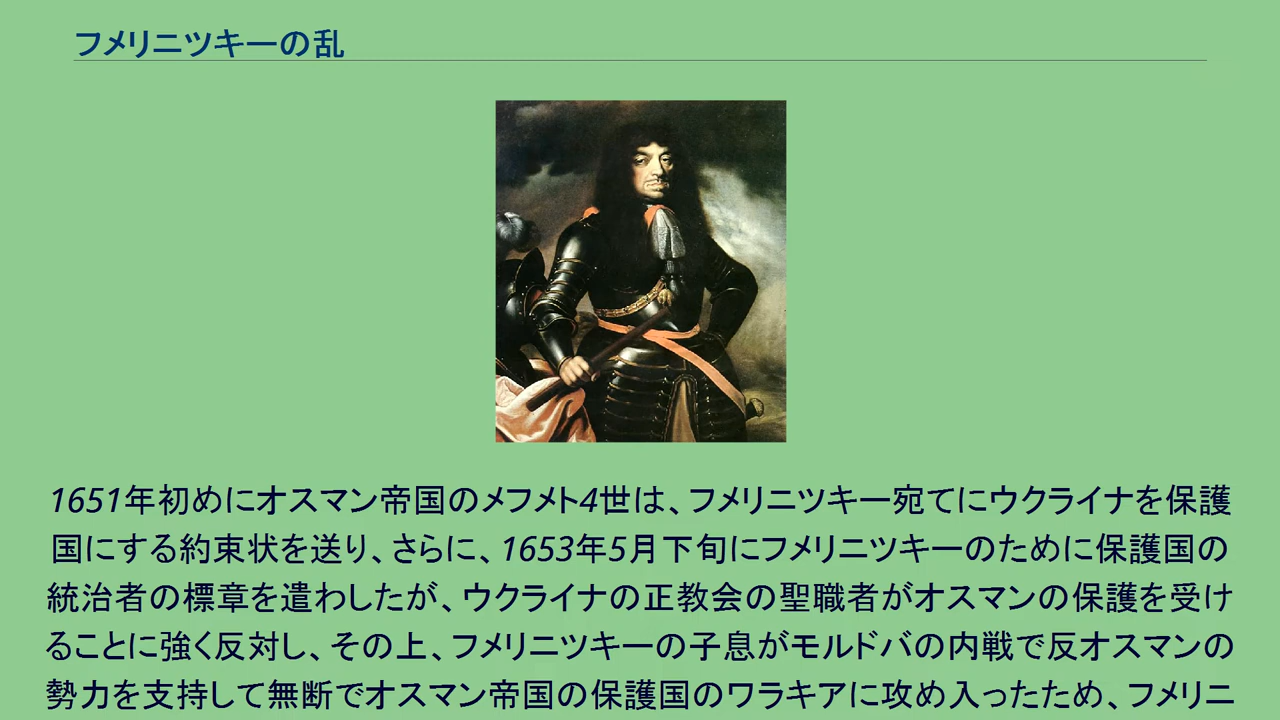 フメリニツキーの乱
1651年初めにオスマン帝国のメフメト4世は、フメリニツキー宛てにウクライナを保護
国にする約束状を送り、さらに、1653年5月下旬にフメリニツキーのために保護国の
統治者の標章を遣わしたが、ウクライナの正教会の聖職者がオスマンの保護を受け
ることに強く反対し、その上、フメリニツキーの子息がモルドバの内戦で反オスマンの
勢力を支持して無断でオスマン帝国の保護国のワラキアに攻め入ったため、フメリニ